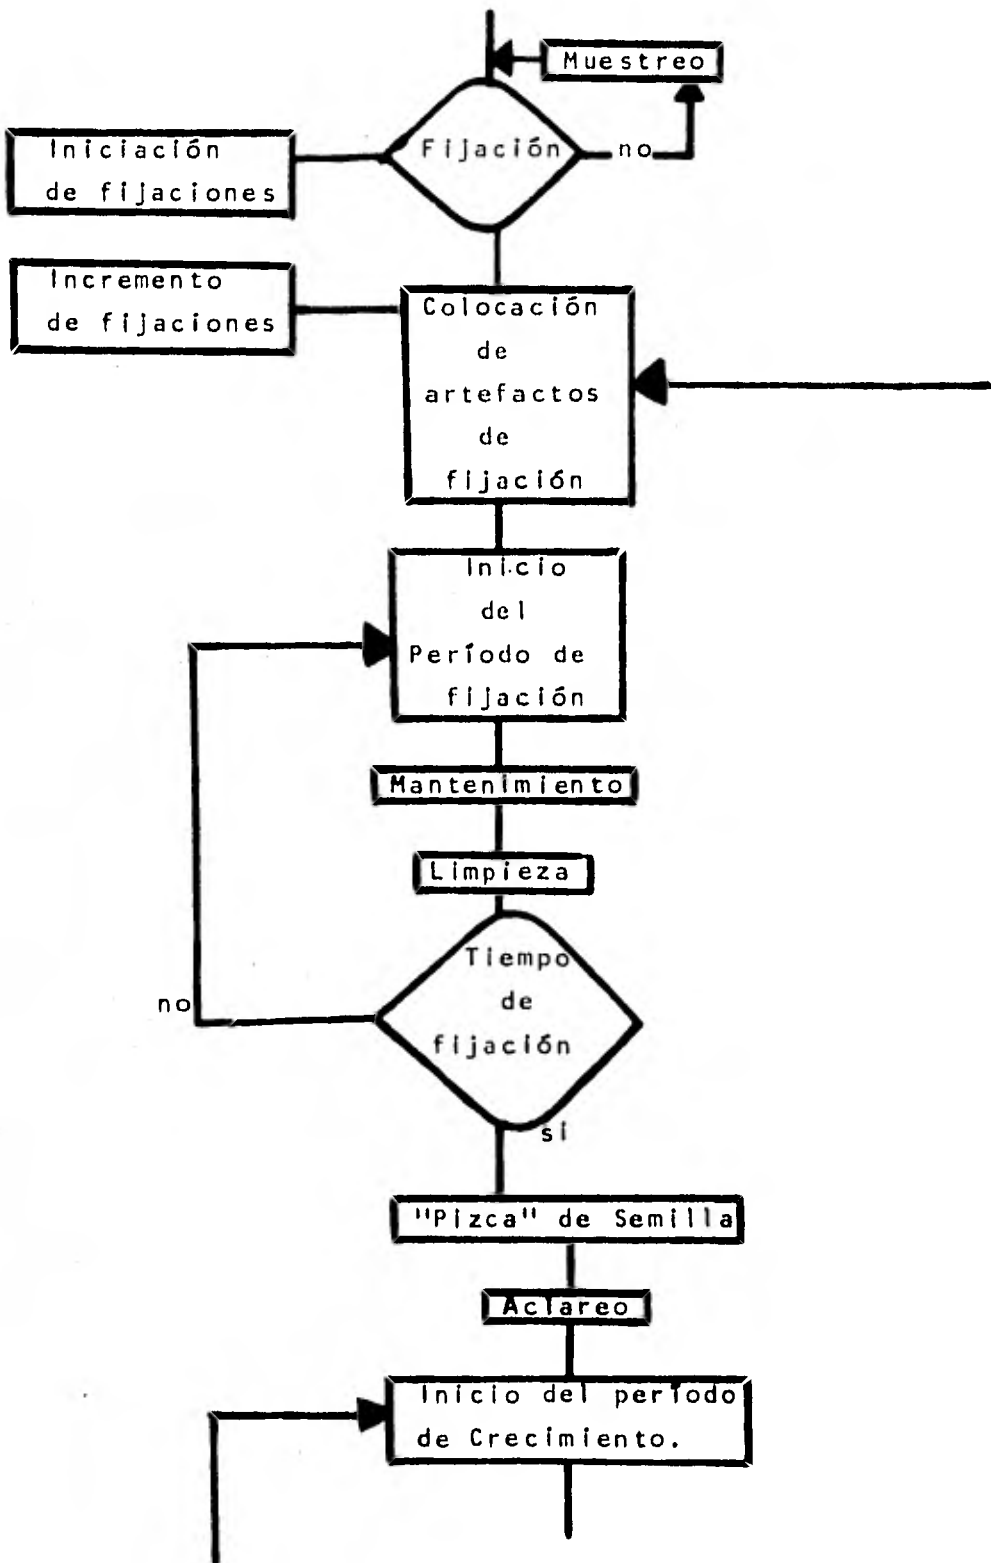 Muestreo
Fijación
no
Iniciación
de fijaciones
Incremento
de fijaciones
Colocación
de
artefactos
de
fijación
Inicio
del
Período de
fijación
Mantenimiento
Limpieza
Tiempo
de
fijación
no
si
"Pizca" de Semilla
Aclareo
Inicio del período
de Crecimiento.